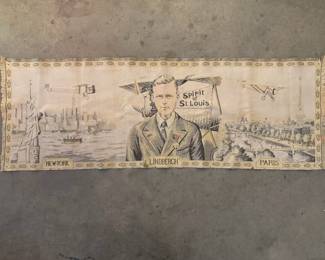 Spirit
of
St. Louis
NEW YORK
LINDBERGH
PARIS